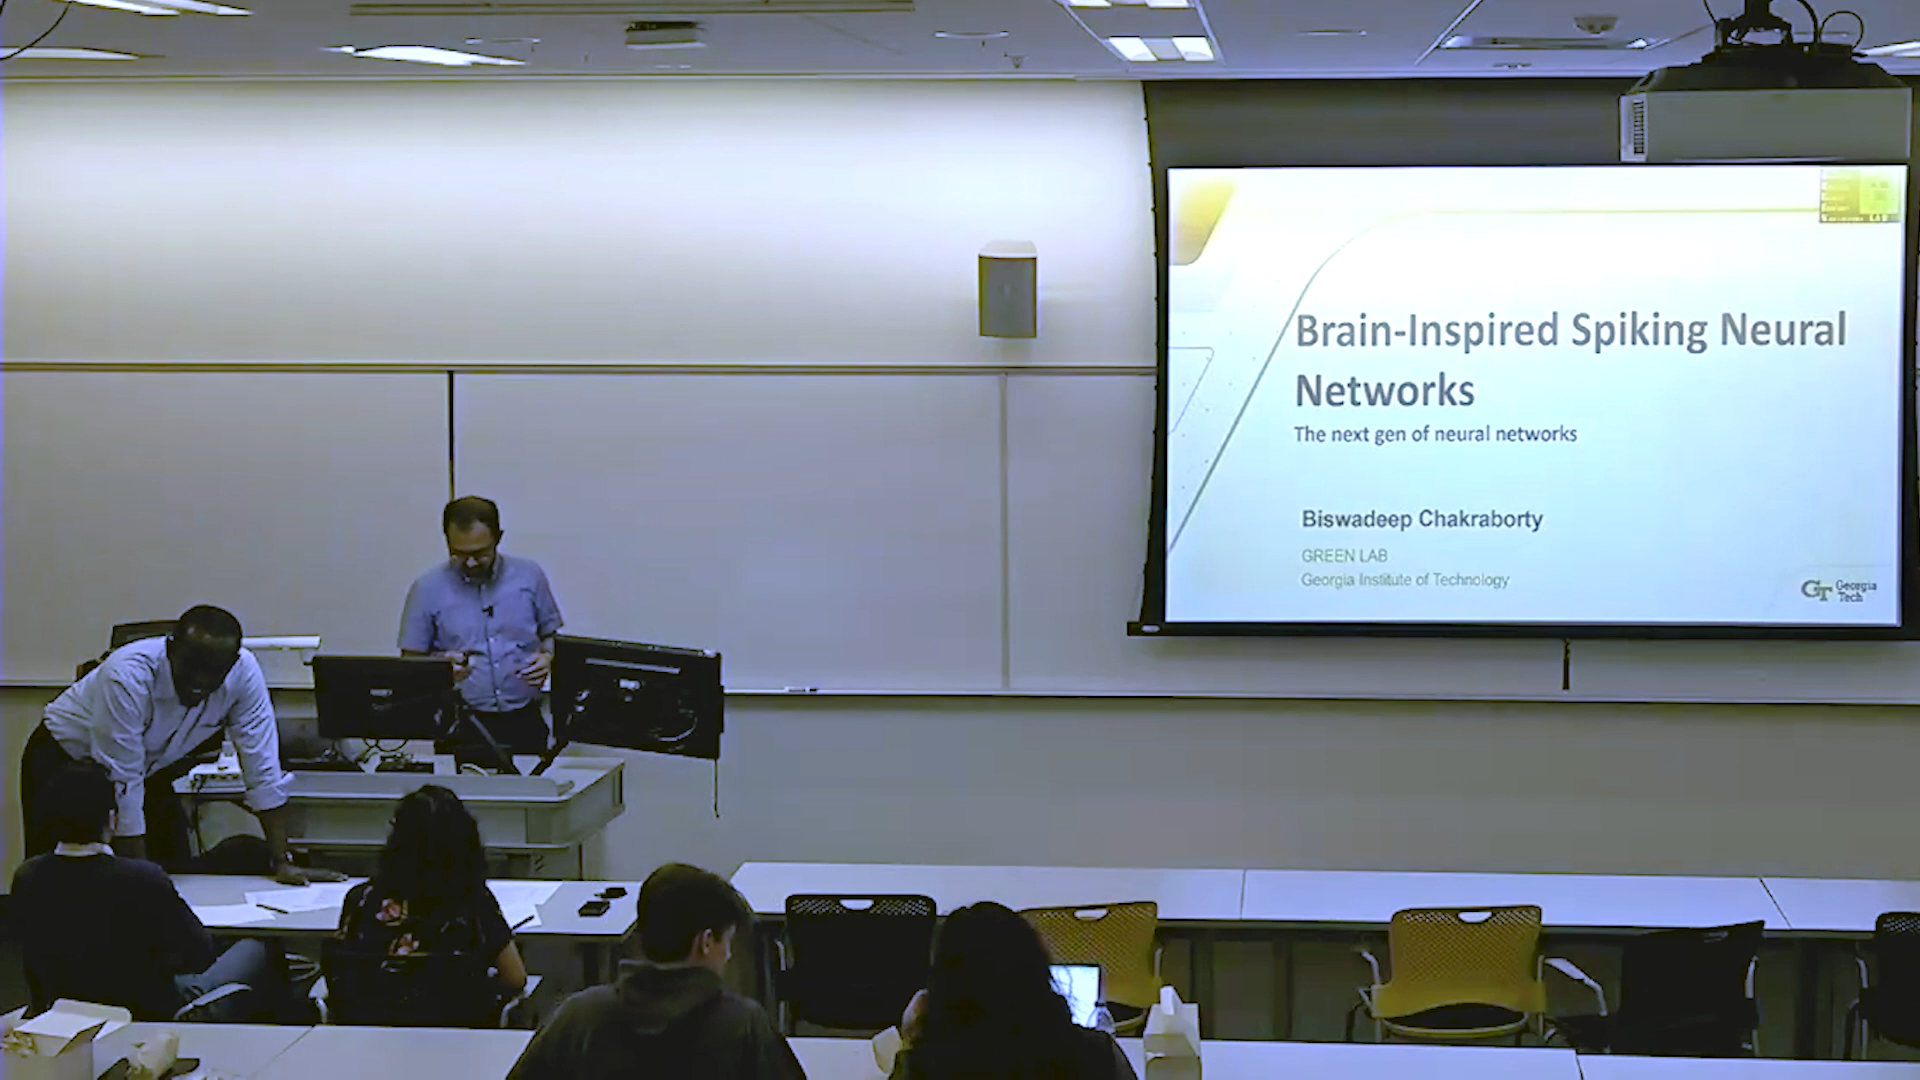 Brain-Inspired Spiking Neural
Networks
The next gen of neural networks
Biswadeep Chakraborty
GREEN LAB
Georgia Institute of Technology
GT Georgia
Tech